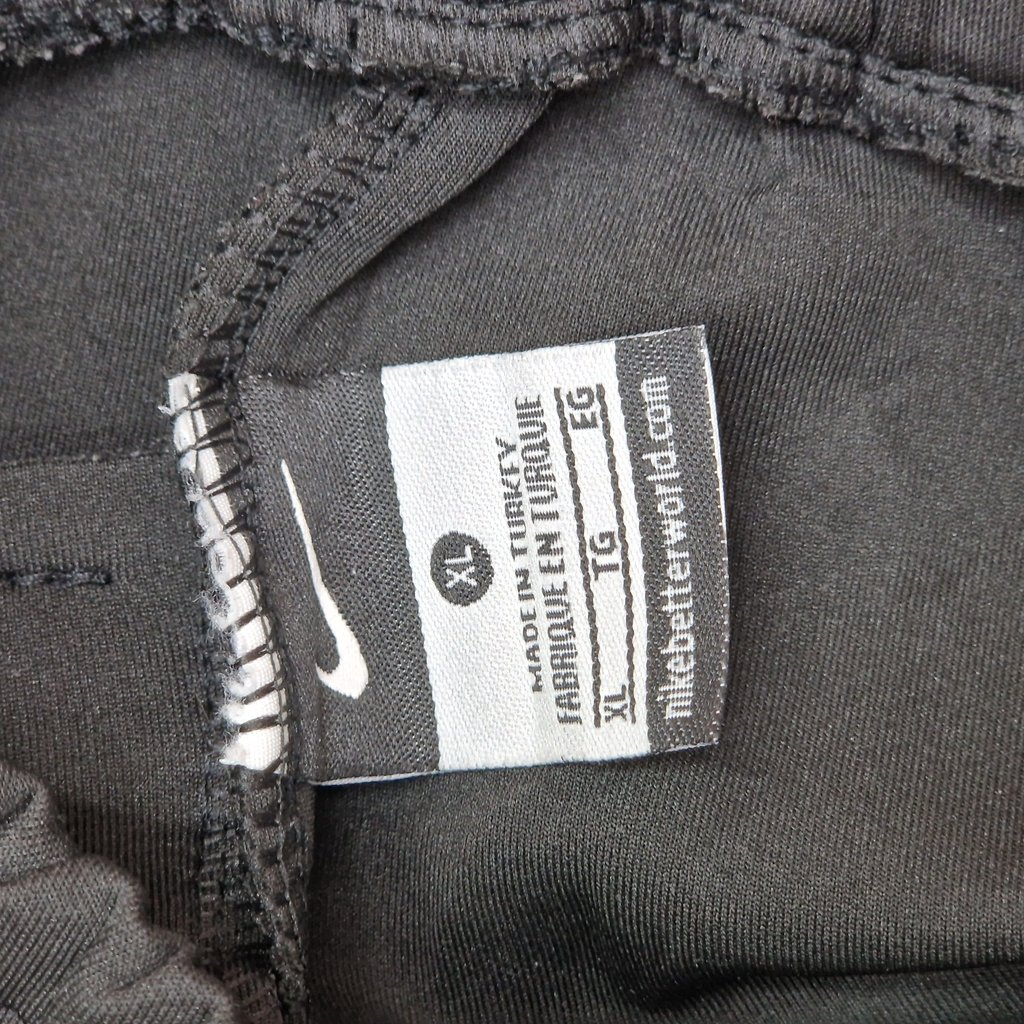 XL
MADE IN TURKEY
FABRIQUE EN TURQUIE
XL TG EG
nikebetterworld.com